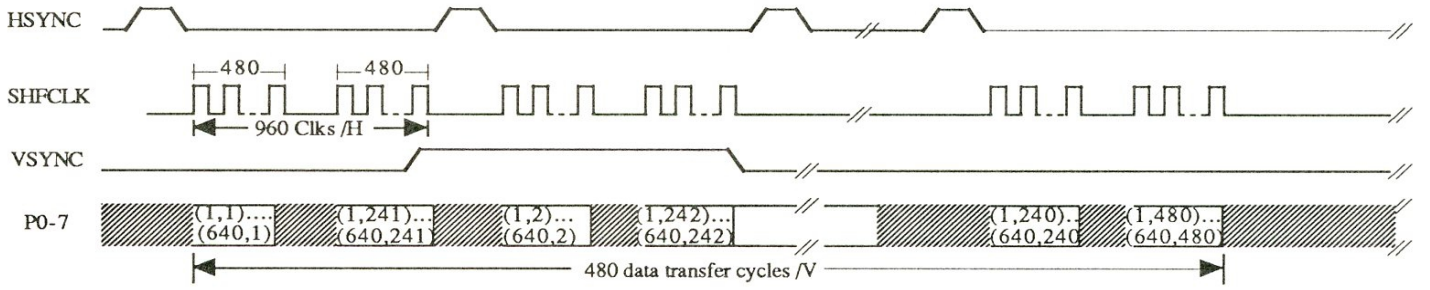 HSYNC
480
480
SHFCLK
960 Clks /H
VSYNC
P0-7
(1,1)....
(640,1)
(1,241)...
(640,241)
(1,2)...
(640,2)
(1,242)...
(640,242)
(1,240)..
(640,240
(1,480)...
(640,480)
480 data transfer cycles /V